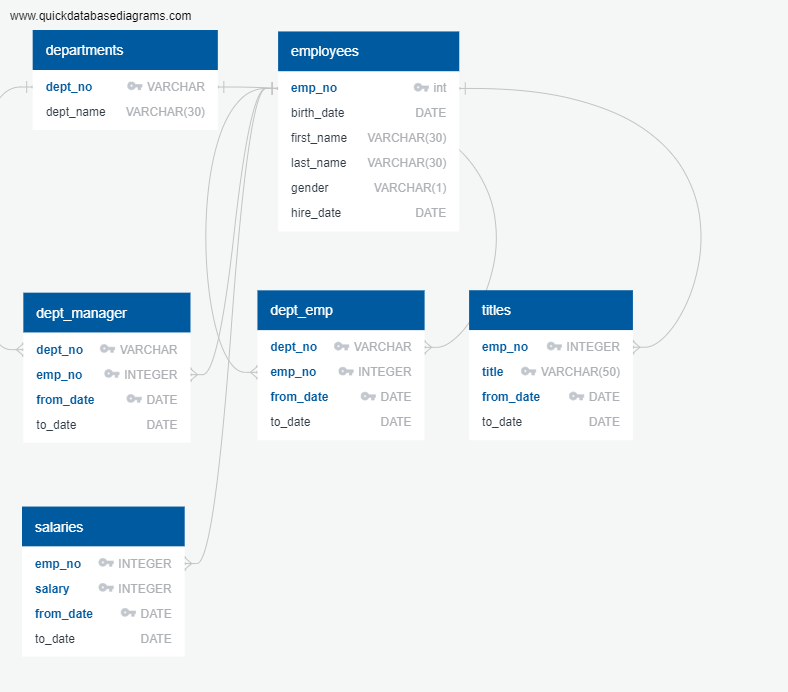 www.quickdatabasediagrams.com
departments
dept_no VARCHAR
dept_name VARCHAR(30)
employees
emp_no int
birth_date DATE
first_name VARCHAR(30)
last_name VARCHAR(30)
gender VARCHAR(1)
hire_date DATE
dept_manager
dept_no VARCHAR
emp_no INTEGER
from_date DATE
to_date DATE
dept_emp
dept_no VARCHAR
emp_no INTEGER
from_date DATE
to_date DATE
titles
emp_no INTEGER
title VARCHAR(50)
from_date DATE
to_date DATE
salaries
emp_no INTEGER
salary INTEGER
from_date DATE
to_date DATE